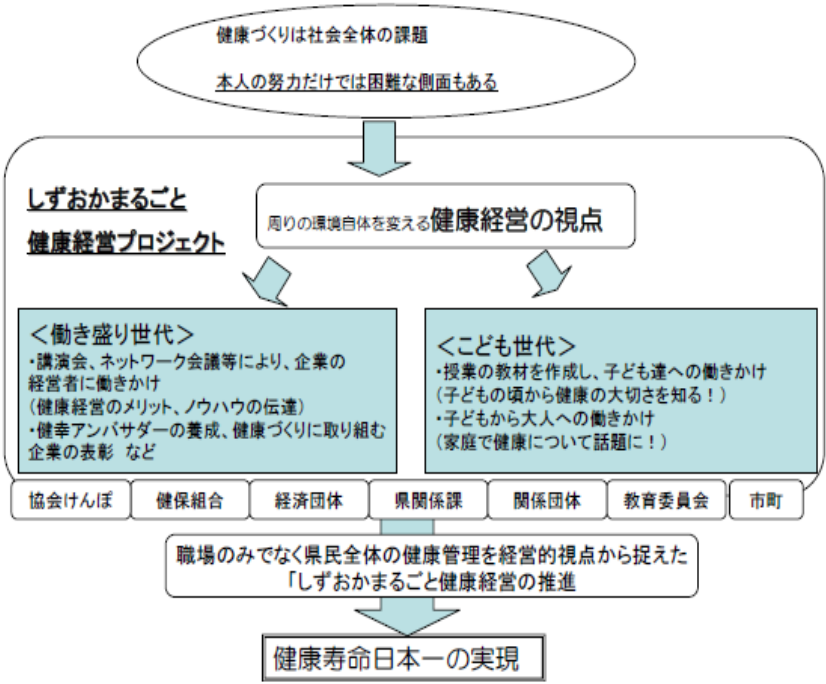 健康づくりは社会全体の課題
本人の努力だけでは困難な側面もある
しずおかまるごと
健康経営プロジェクト
周りの環境自体を変える健康経営の視点
＜働き盛り世代＞
・講演会、ネットワーク会議等により、企業の
経営者に働きかけ
（健康経営のメリット、ノウハウの伝達）
・健幸アンバサダーの養成、健康づくりに取り組む
企業の表彰 など
＜こども世代＞
・授業の教材を作成し、子ども達への働きかけ
（子どもの頃から健康の大切さを知る！）
・子どもから大人への働きかけ
（家庭で健康について話題に！）
協会けんぽ
健保組合
経済団体
県関係課
関係団体
教育委員会
市町
職場のみでなく県民全体の健康管理を経営的視点から捉えた
「しずおかまるごと健康経営の推進
健康寿命日本一の実現